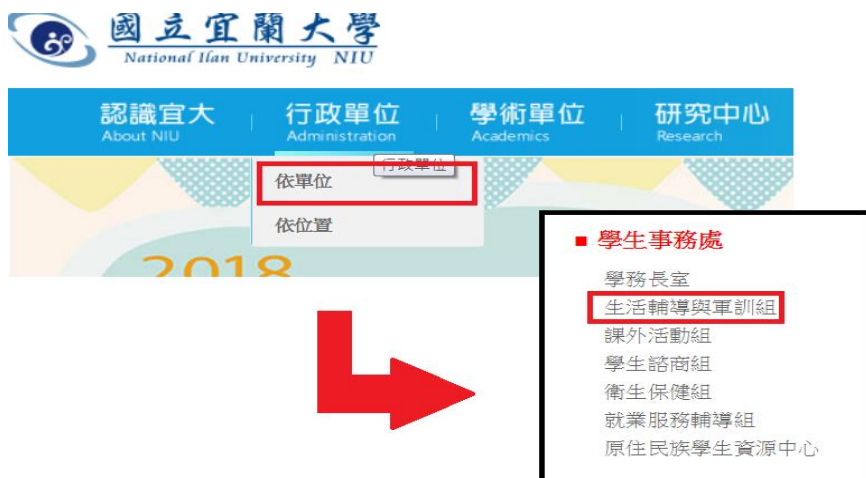 國立宜蘭大學
National Ilan University NIU
認識宜大
About NIU
行政單位
Administration
學術單位
Academics
研究中心
Research
行政單位
依單位
依位置
2018
■ 學生事務處
學務長室
生活輔導與軍訓組
課外活動組
學生諮商組
衛生保健組
就業服務輔導組
原住民族學生資源中心